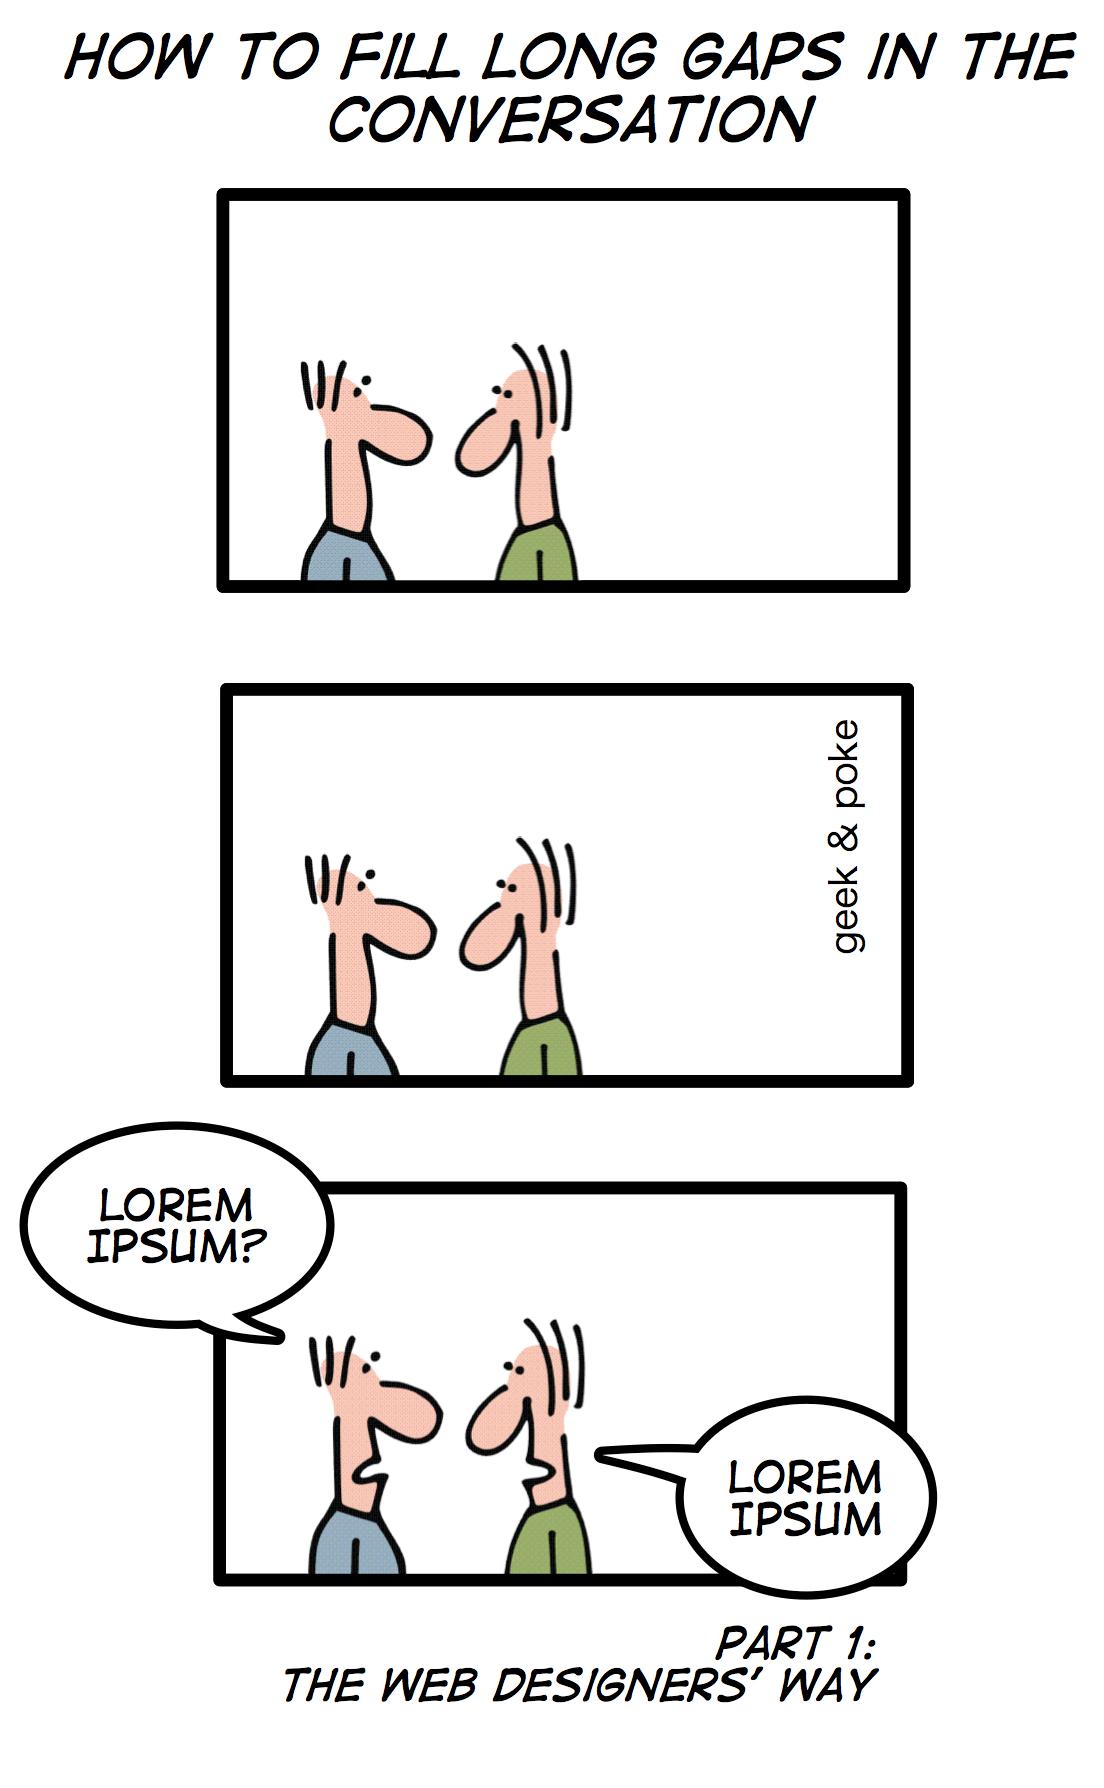 HOW TO FILL LONG GAPS IN THE
CONVERSATION
geek & poke
LOREM
IPSUM?
LOREM
IPSUM
PART 1:
THE WEB DESIGNERS' WAY